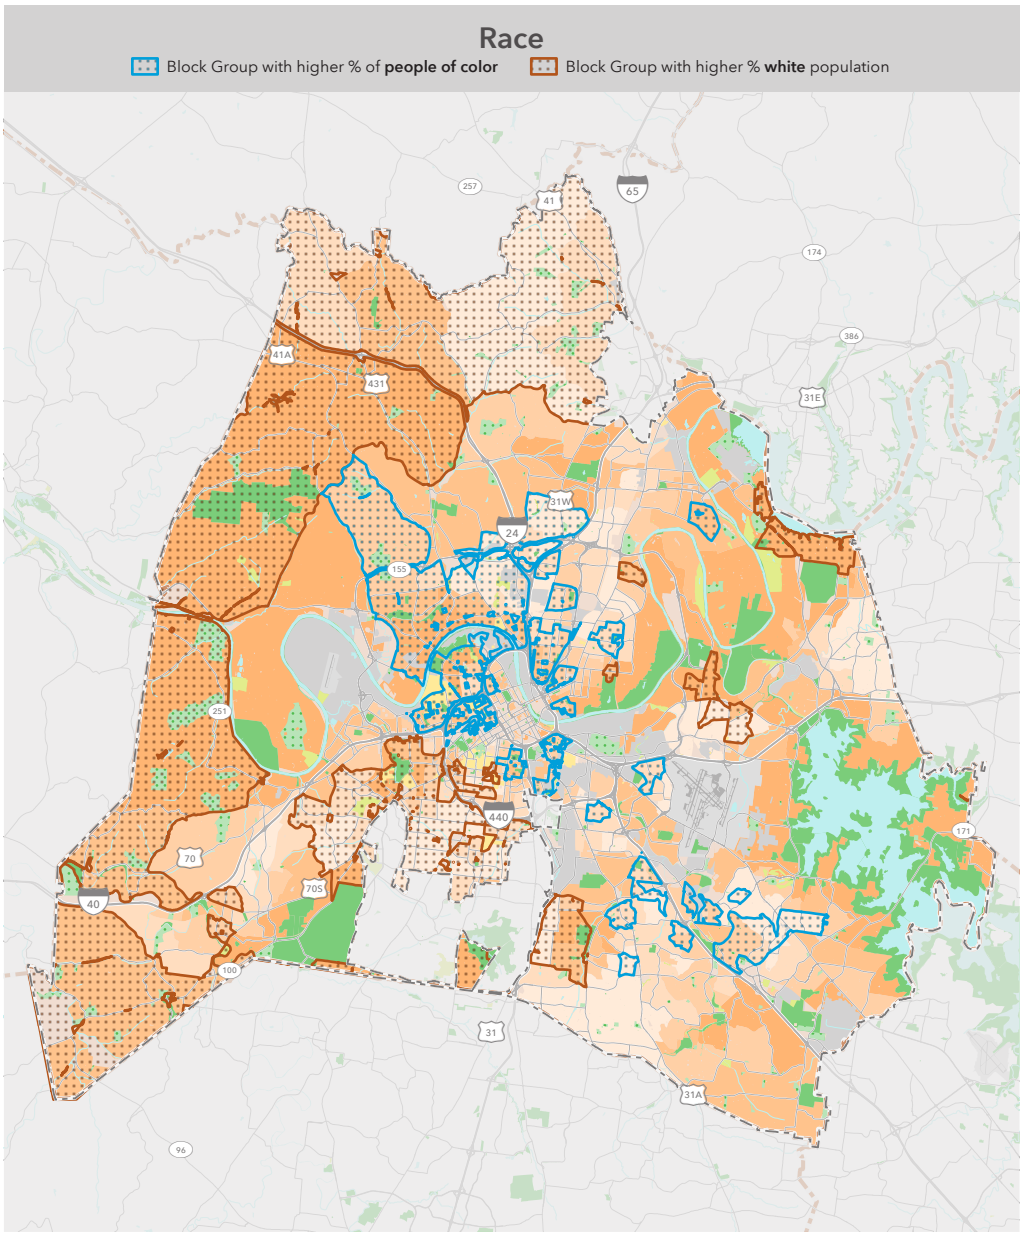 Race
Block Group with higher % of people of color
Block Group with higher % white population
257
41
65
174
386
41A
431
31E
31W
24
155
251
440
70
171
70S
40
100
31
31A
96